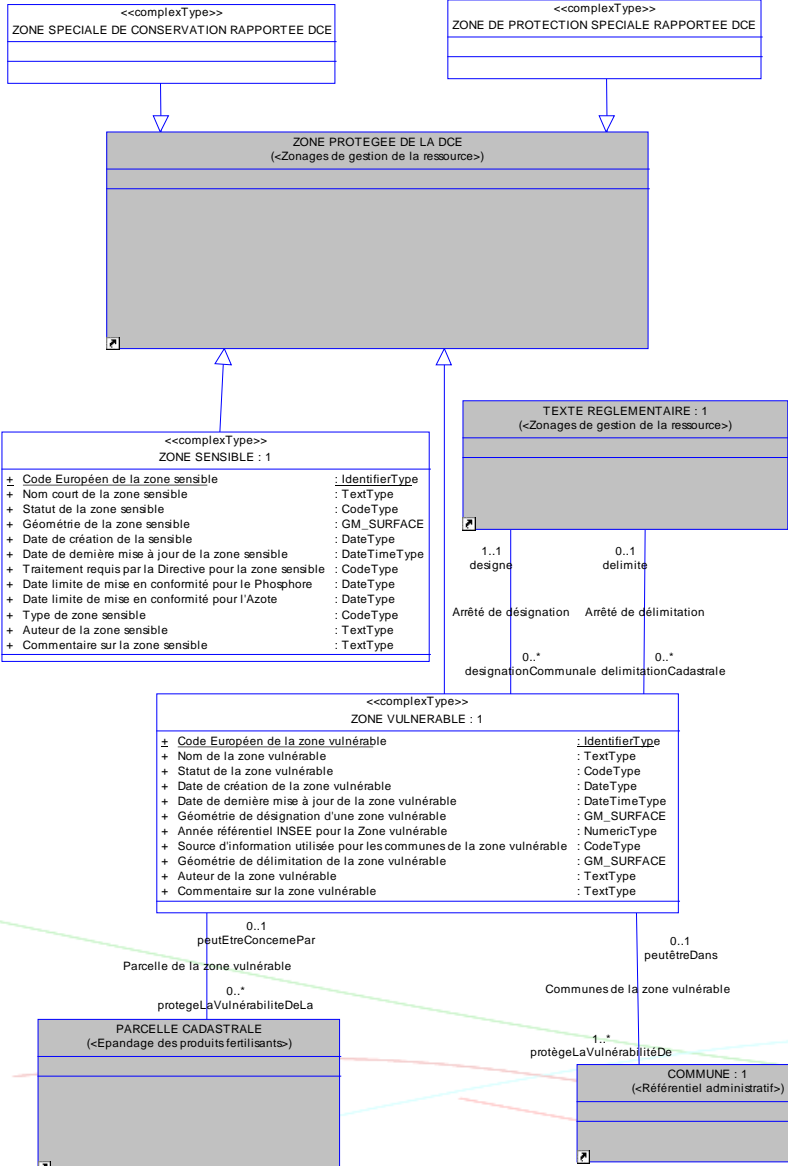 <<complexType>>
ZONE SPECIALE DE CONSERVATION RAPPORTEE DCE
<<complexType>>
ZONE DE PROTECTION SPECIALE RAPPORTEE DCE
ZONE PROTEGEE DE LA DCE
(<Zonages de gestion de la ressource>)
TEXTE REGLEMENTAIRE : 1
(<Zonages de gestion de la ressource>)
<<complexType>>
ZONE SENSIBLE : 1
+ Code Européen de la zone sensible : IdentifierType
+ Nom court de la zone sensible : TextType
+ Statut de la zone sensible : CodeType
+ Géométrie de la zone sensible : GM_SURFACE
+ Date de création de la sensible : DateType
+ Date de dernière mise à jour de la zone sensible : DateTimeType
+ Traitement requis par la Directive pour la zone sensible : CodeType
+ Date limite de mise en conformité pour le Phosphore : DateType
+ Date limite de mise en conformité pour l'Azote : DateType
+ Type de zone sensible : CodeType
+ Auteur de la zone sensible : TextType
+ Commentaire sur la zone sensible : TextType
1..1 0..1
designe delimite
Arrêté de désignation Arrêté de délimitation
0..* 0..*
designationCommunale delimitationCadastrale
<<complexType>>
ZONE VULNERABLE : 1
+ Code Européen de la zone vulnérable : IdentifierType
+ Nom de la zone vulnérable : TextType
+ Statut de la zone vulnérable : CodeType
+ Date de création de la zone vulnérable : DateType
+ Date de dernière mise à jour de la zone vulnérable : DateTimeType
+ Géométrie de désignation d'une zone vulnérable : GM_SURFACE
+ Année référentiel INSEE pour la Zone vulnérable : NumericType
+ Source d'information utilisée pour les communes de la zone vulnérable : CodeType
+ Géométrie de délimitation de la zone vulnérable : GM_SURFACE
+ Auteur de la zone vulnérable : TextType
+ Commentaire sur la zone vulnérable : TextType
0..1
peutEtreConcernePar
Parcelle de la zone vulnérable
0..*
protegeLaVulnérabiliteDeLa
0..1
peutêtreDans
Communes de la zone vulnérable
1..*
protègeLaVulnérabilitéDe
PARCELLE CADASTRALE
(<Epandage des produits fertilisants>)
COMMUNE : 1
(<Référentiel administratif>)